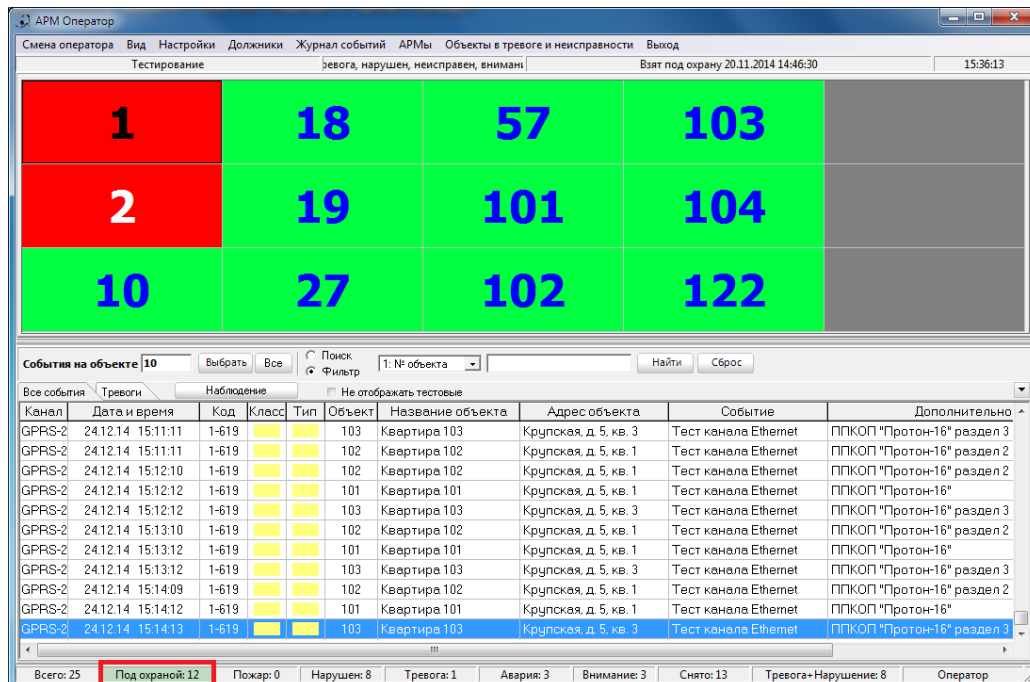 АРМ Оператор
Смена оператора Вид Настройки Должники Журнал событий АРМы Объекты в тревоге и неисправности Выход
Тестирование ревога, нарушен, неисправен, вниман Взят под охрану 20.11.2014 14:46:30 15:36:13
1 18 57 103
2 19 101 104
10 27 102 122
События на объекте 10 Выбрать Все Поиск Фильтр 1: № объекта Найти Сброс
Все события Тревоги Наблюдение Не отображать тестовые
Канал Дата и время Код Класс Тип Объект Название объекта Адрес объекта Событие Дополнительно
GPRS-2 24.12.14 15:11:11 1-619 103 Квартира 103 Крупская, д. 5, кв. 3 Тест канала Ethernet ППКОП "Протон-16" раздел 3
GPRS-2 24.12.14 15:11:11 1-619 102 Квартира 102 Крупская, д. 5, кв. 1 Тест канала Ethernet ППКОП "Протон-16" раздел 2
GPRS-2 24.12.14 15:12:10 1-619 102 Квартира 102 Крупская, д. 5, кв. 1 Тест канала Ethernet ППКОП "Протон-16" раздел 2
GPRS-2 24.12.14 15:12:12 1-619 101 Квартира 101 Крупская, д. 5, кв. 1 Тест канала Ethernet ППКОП "Протон-16"
GPRS-2 24.12.14 15:12:12 1-619 103 Квартира 103 Крупская, д. 5, кв. 3 Тест канала Ethernet ППКОП "Протон-16" раздел 3
GPRS-2 24.12.14 15:13:10 1-619 102 Квартира 102 Крупская, д. 5, кв. 1 Тест канала Ethernet ППКОП "Протон-16" раздел 2
GPRS-2 24.12.14 15:13:12 1-619 101 Квартира 101 Крупская, д. 5, кв. 1 Тест канала Ethernet ППКОП "Протон-16"
GPRS-2 24.12.14 15:13:12 1-619 103 Квартира 103 Крупская, д. 5, кв. 3 Тест канала Ethernet ППКОП "Протон-16" раздел 3
GPRS-2 24.12.14 15:14:09 1-619 102 Квартира 102 Крупская, д. 5, кв. 1 Тест канала Ethernet ППКОП "Протон-16" раздел 2
GPRS-2 24.12.14 15:14:12 1-619 101 Квартира 101 Крупская, д. 5, кв. 1 Тест канала Ethernet ППКОП "Протон-16"
GPRS-2 24.12.14 15:14:13 1-619 103 Квартира 103 Крупская, д. 5, кв. 3 Тест канала Ethernet ППКОП "Протон-16" раздел 3
Всего: 25 Под охраной: 12 Пожар: 0 Нарушен: 8 Тревога: 1 Авария: 3 Внимание: 3 Снято: 13 Тревога+Нарушение: 8 Оператор